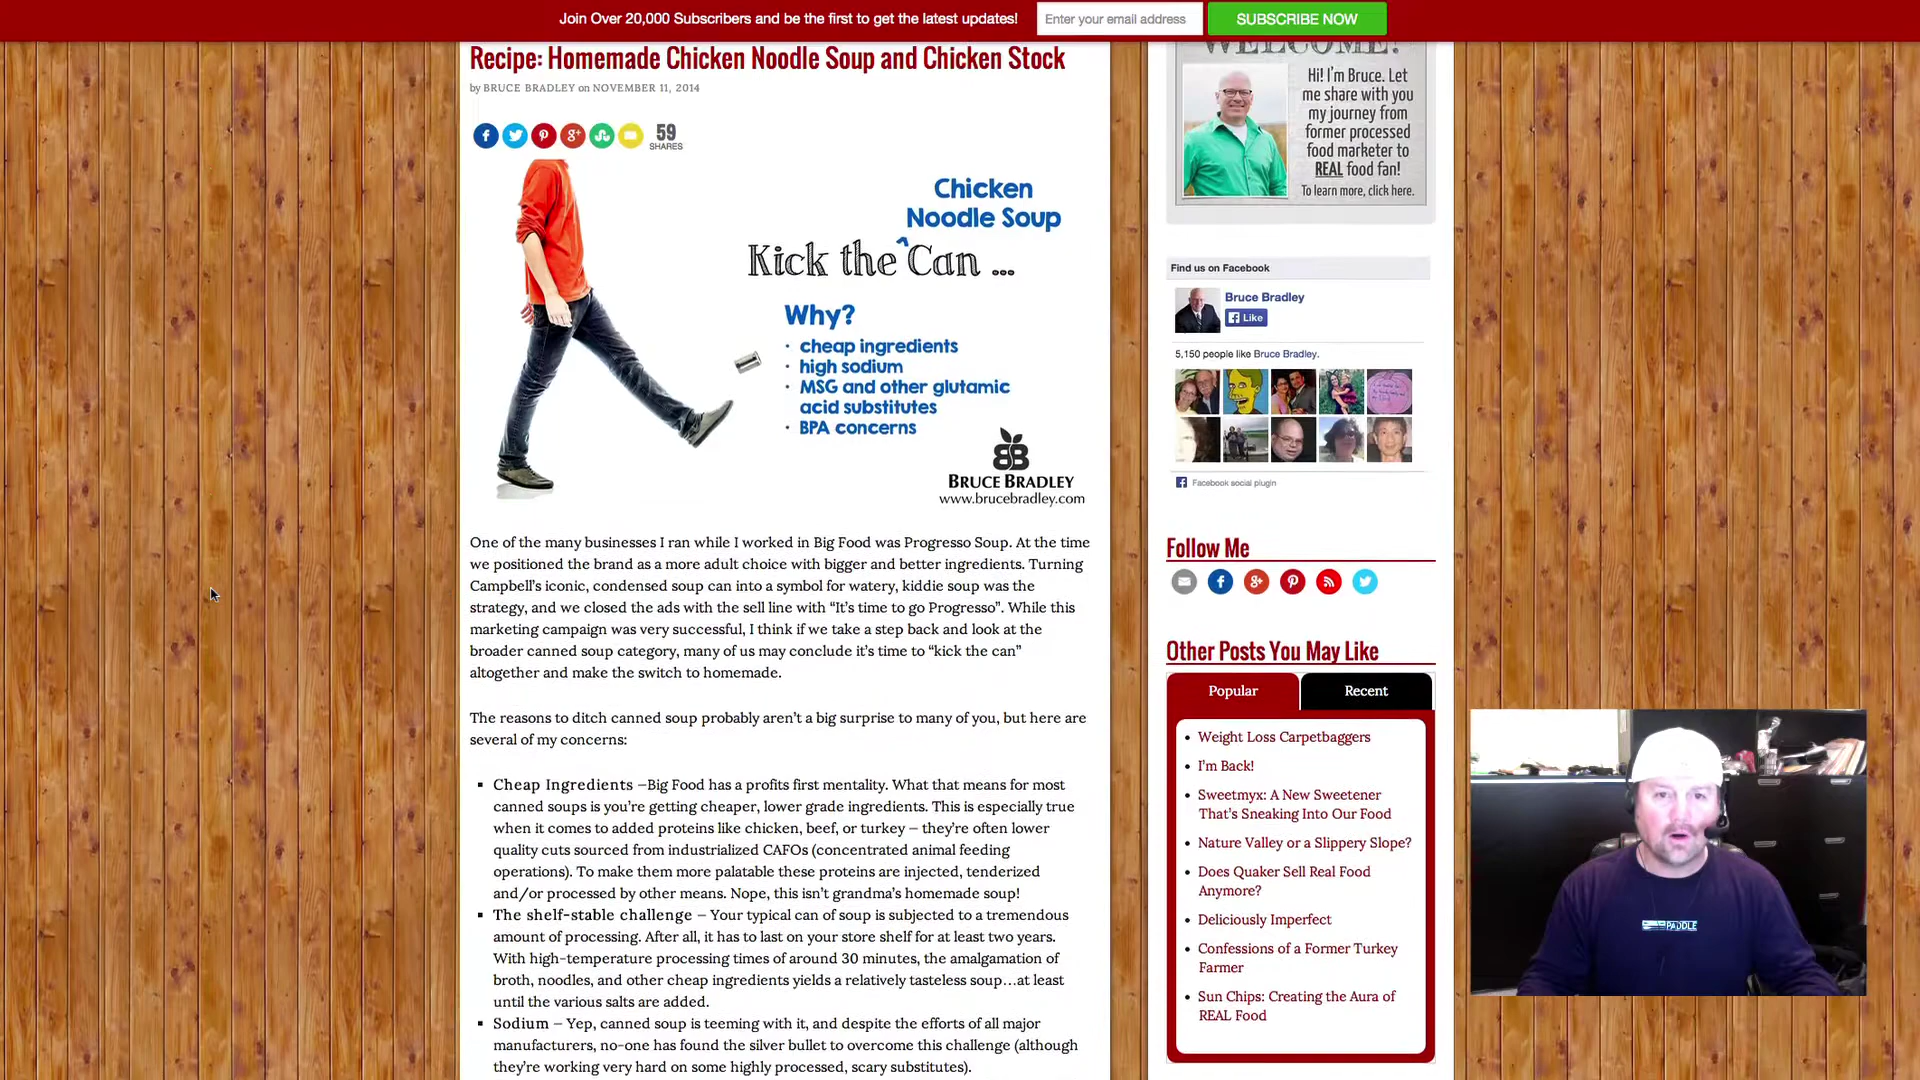 Join Over 20,000 Subscribers and be the first to get the latest updates!
Enter your email address
SUBSCRIBE NOW
Recipe: Homemade Chicken Noodle Soup and Chicken Stock
by BRUCE BRADLEY on NOVEMBER 11, 2014
59
SHARES
Chicken
Noodle Soup
^
Kick the Can ...
Why?
· cheap ingredients
· high sodium
· MSG and other glutamic
acid substitutes
· BPA concerns
BB
BRUCE BRADLEY
www.brucebradley.com
One of the many businesses I ran while I worked in Big Food was Progresso Soup. At the time
we positioned the brand as a more adult choice with bigger and better ingredients. Turning
Campbell's iconic, condensed soup can into a symbol for watery, kiddie soup was the
strategy, and we closed the ads with the sell line with “It's time to go Progresso”. While this
marketing campaign was very successful, I think if we take a step back and look at the
broader canned soup category, many of us may conclude it's time to “kick the can”
altogether and make the switch to homemade.
The reasons to ditch canned soup probably aren't a big surprise to many of you, but here are
several of my concerns:
▪ Cheap Ingredients –Big Food has a profits first mentality. What that means for most
canned soups is you're getting cheaper, lower grade ingredients. This is especially true
when it comes to added proteins like chicken, beef, or turkey – they're often lower
quality cuts sourced from industrialized CAFOs (concentrated animal feeding
operations). To make them more palatable these proteins are injected, tenderized
and/or processed by other means. Nope, this isn't grandma's homemade soup!
▪ The shelf-stable challenge – Your typical can of soup is subjected to a tremendous
amount of processing. After all, it has to last on your store shelf for at least two years.
With high-temperature processing times of around 30 minutes, the amalgamation of
broth, noodles, and other cheap ingredients yields a relatively tasteless soup…at least
until the various salts are added.
▪ Sodium – Yep, canned soup is teeming with it, and despite the efforts of all major
manufacturers, no-one has found the silver bullet to overcome this challenge (although
they're working very hard on some highly processed, scary substitutes).
WELCOME!
Hi! I'm Bruce. Let
me share with you
my journey from
former processed
food marketer to
REAL food fan!
To learn more, click here.
Find us on Facebook
Bruce Bradley
Like
5,150 people like Bruce Bradley.
Facebook social plugin
Follow Me
Other Posts You May Like
Popular
Recent
• Weight Loss Carpetbaggers
• I'm Back!
• Sweetmyx: A New Sweetener
That's Sneaking Into Our Food
• Nature Valley or a Slippery Slope?
• Does Quaker Sell Real Food
Anymore?
• Deliciously Imperfect
• Confessions of a Former Turkey
Farmer
• Sun Chips: Creating the Aura of
REAL Food
PADDLE